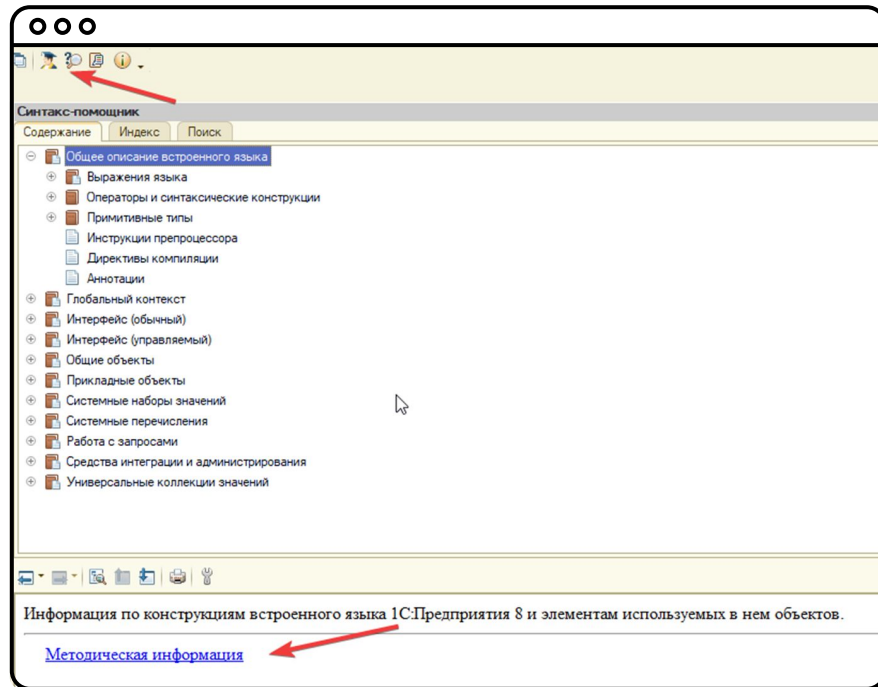 Синтакс-помощник
Содержание Индекс Поиск
Общее описание встроенного языка
Выражения языка
Операторы и синтаксические конструкции
Примитивные типы
Инструкции препроцессора
Директивы компиляции
Аннотации
Глобальный контекст
Интерфейс (обычный)
Интерфейс (управляемый)
Общие объекты
Прикладные объекты
Системные наборы значений
Системные перечисления
Работа с запросами
Средства интеграции и администрирования
Универсальные коллекции значений
Информация по конструкциям встроенного языка 1С:Предприятия 8 и элементам используемых в нем объектов.
Методическая информация